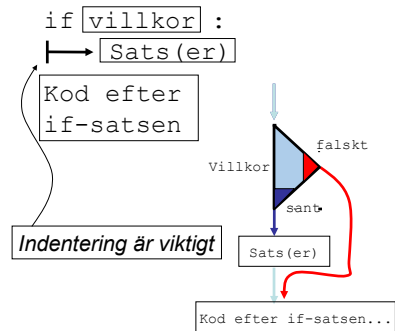 if villkor :
Sats(er)
Kod efter
if-satsen
Indentering är viktigt
falskt
Villkor
sant
Sats(er)
Kod efter if-satsen...